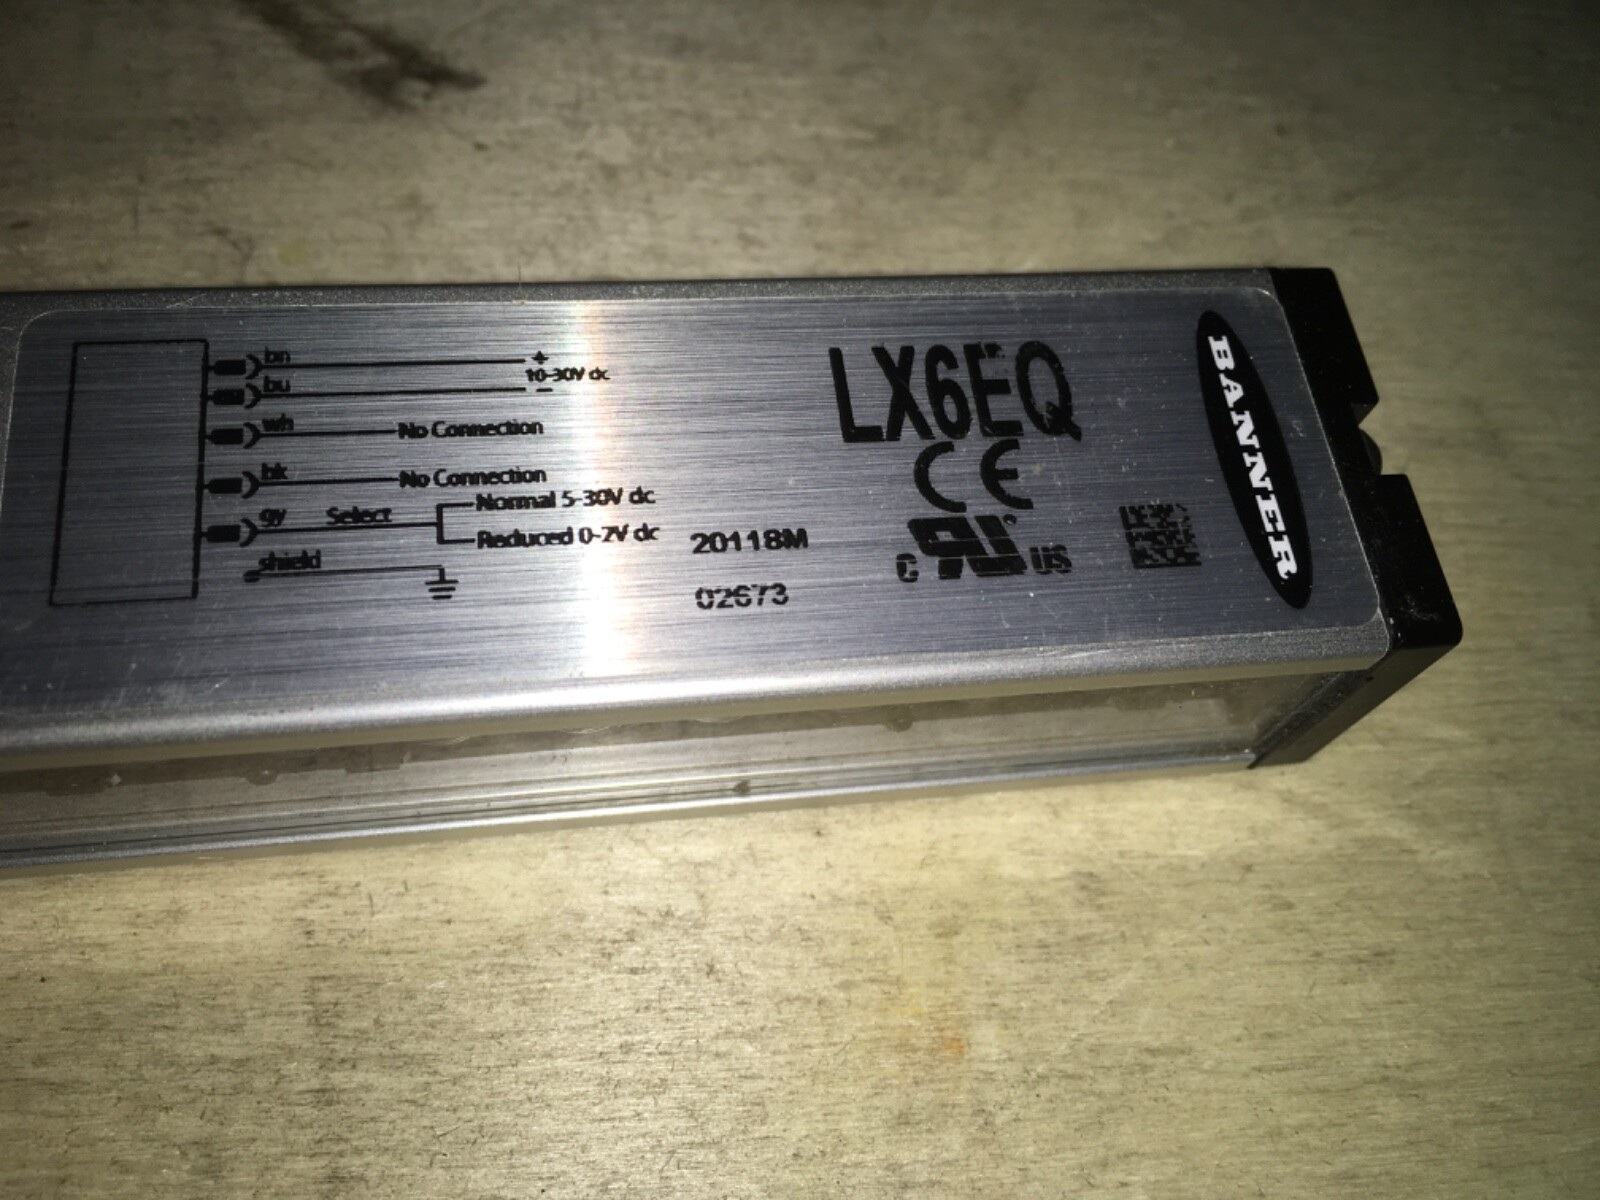 bn
+
10-30V dc
bu
−
wh
No Connection
bk
No Connection
Normal 5-30V dc
gy
Select
Reduced 0-2V dc
shield
20118M
02673
LX6EQ
CE
c UR US
BANNER